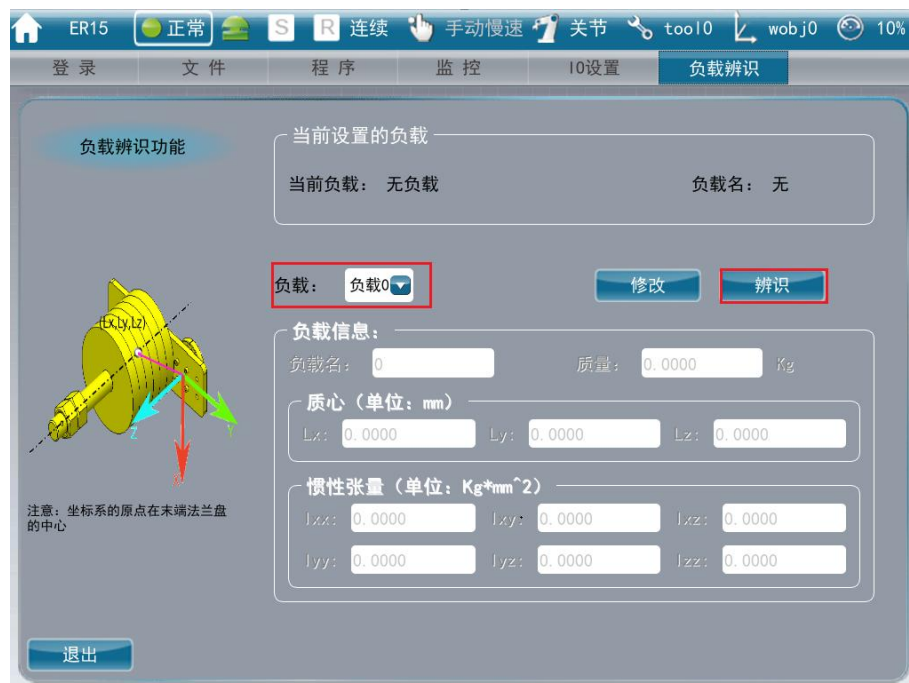 ER15 正常 S R 连续 手动慢速 关节 tool0 wobj0 10%
登录 文件 程序 监控 IO设置 负载辨识
负载辨识功能
当前设置的负载
当前负载： 无负载 负载名： 无
负载： 负载0 修改 辨识
(Lx,Ly,Lz)
Z
Y
X
注意：坐标系的原点在末端法兰盘
的中心
负载信息：
负载名： 0 质量： 0.0000 Kg
质心（单位：mm）
Lx: 0.0000 Ly: 0.0000 Lz: 0.0000
惯性张量（单位：Kg*mm^2）
Ixx: 0.0000 Ixy: 0.0000 Ixz: 0.0000
Iyy: 0.0000 Iyz: 0.0000 Izz: 0.0000
退出